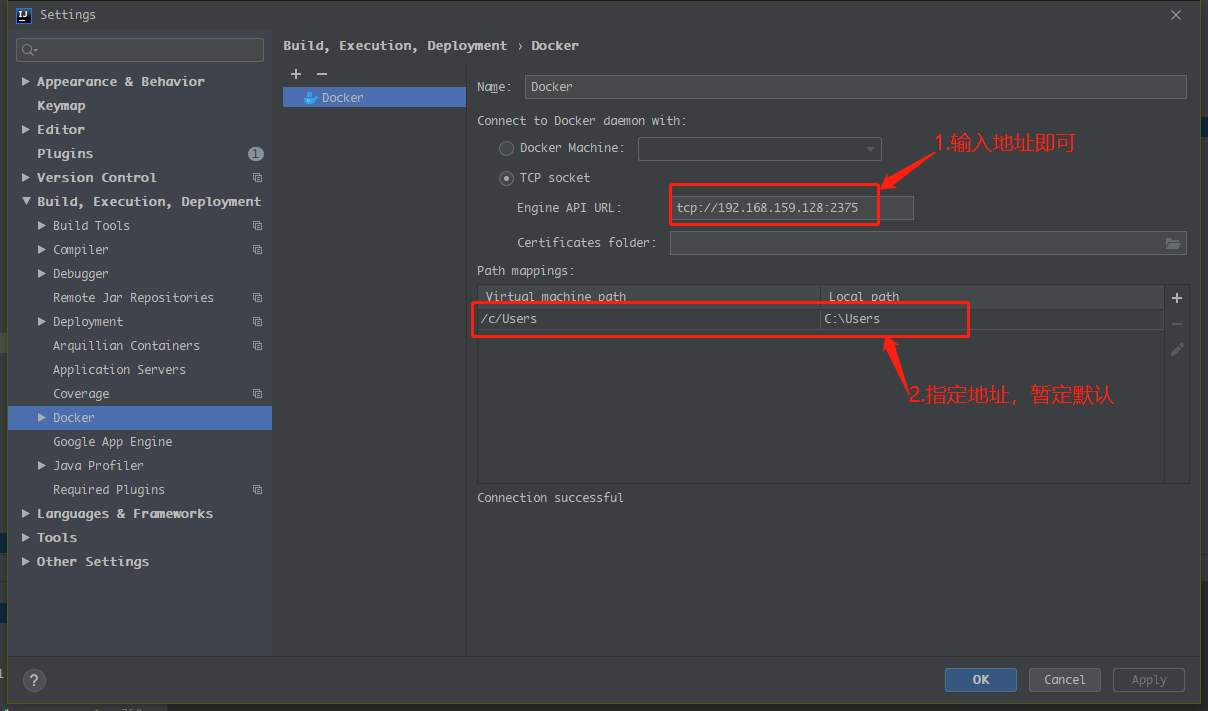 Settings
Build, Execution, Deployment › Docker
Appearance & Behavior
Keymap
Editor
Plugins 1
Version Control
Build, Execution, Deployment
Build Tools
Compiler
Debugger
Remote Jar Repositories
Deployment
Arquillian Containers
Application Servers
Coverage
Docker
Google App Engine
Java Profiler
Required Plugins
Languages & Frameworks
Tools
Other Settings
Docker
Name: Docker
Connect to Docker daemon with:
Docker Machine:
1.输入地址即可
TCP socket
Engine API URL: tcp://192.168.159.128:2375
Certificates folder:
Path mappings:
Virtual machine path Local path
/c/Users C:\Users
2.指定地址，暂定默认
Connection successful
? OK Cancel Apply